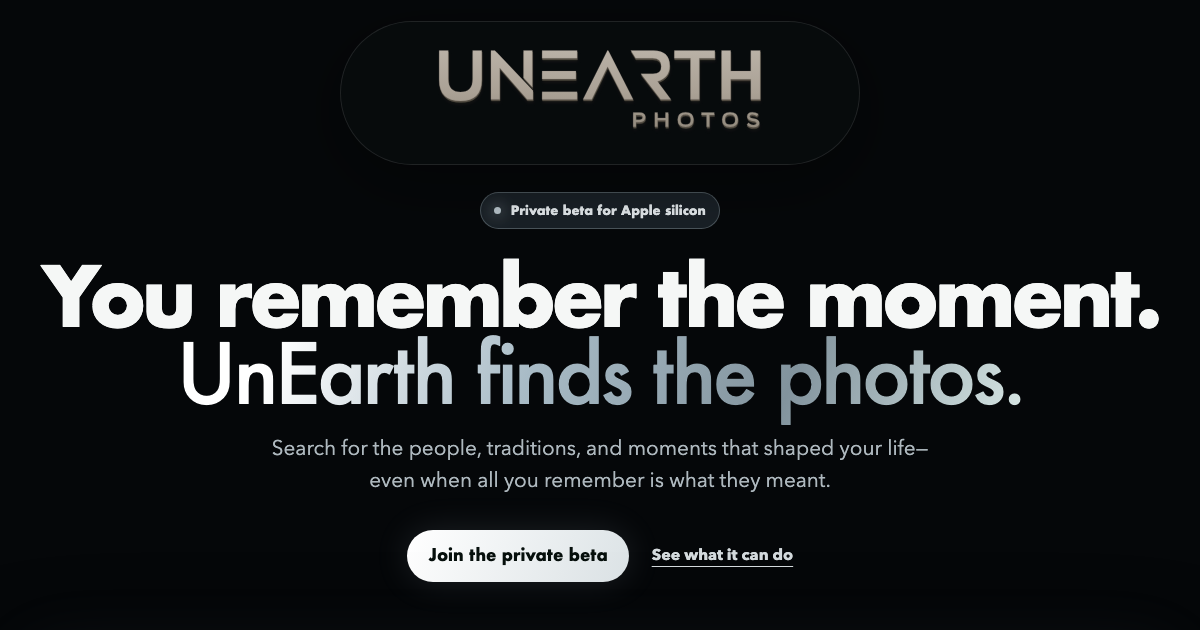 UNEARTH
PHOTOS
Private beta for Apple silicon
You remember the moment.
UnEarth finds the photos.
Search for the people, traditions, and moments that shaped your life—
even when all you remember is what they meant.
Join the private beta
See what it can do